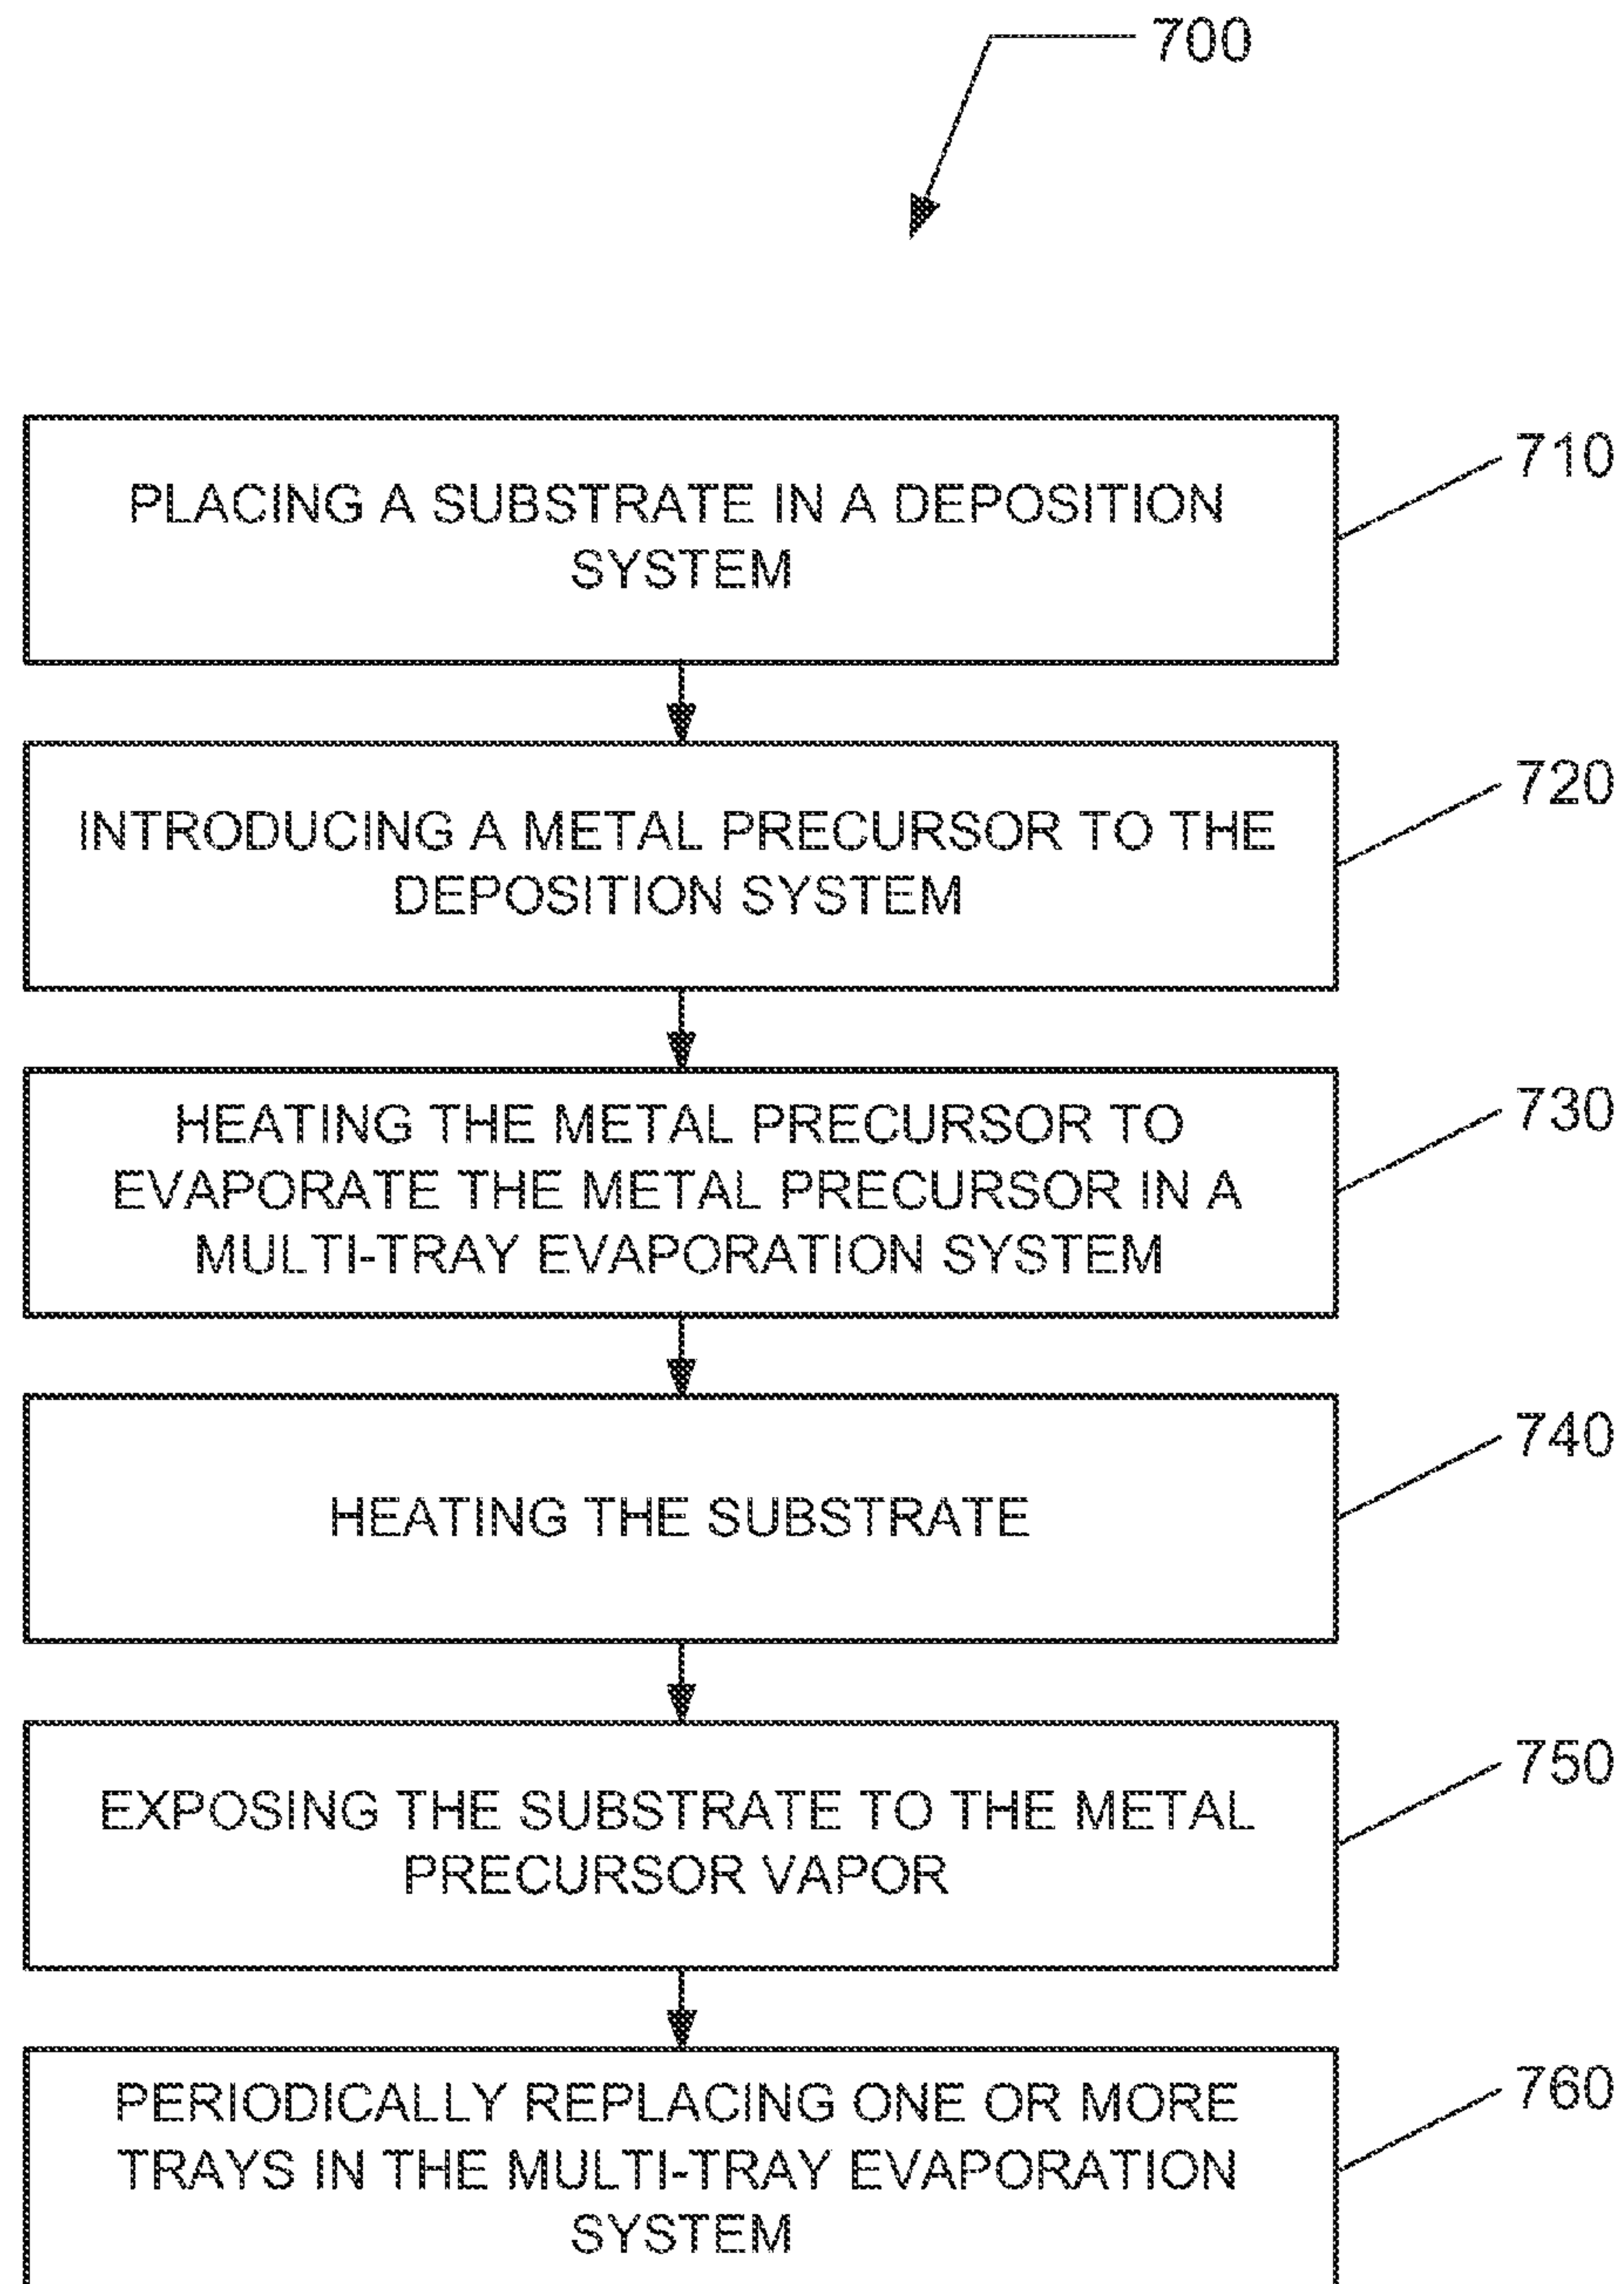 700
PLACING A SUBSTRATE IN A DEPOSITION
SYSTEM
710
INTRODUCING A METAL PRECURSOR TO THE
DEPOSITION SYSTEM
720
HEATING THE METAL PRECURSOR TO
EVAPORATE THE METAL PRECURSOR IN A
MULTI-TRAY EVAPORATION SYSTEM
730
HEATING THE SUBSTRATE
740
EXPOSING THE SUBSTRATE TO THE METAL
PRECURSOR VAPOR
750
PERIODICALLY REPLACING ONE OR MORE
TRAYS IN THE MULTI-TRAY EVAPORATION
SYSTEM
760